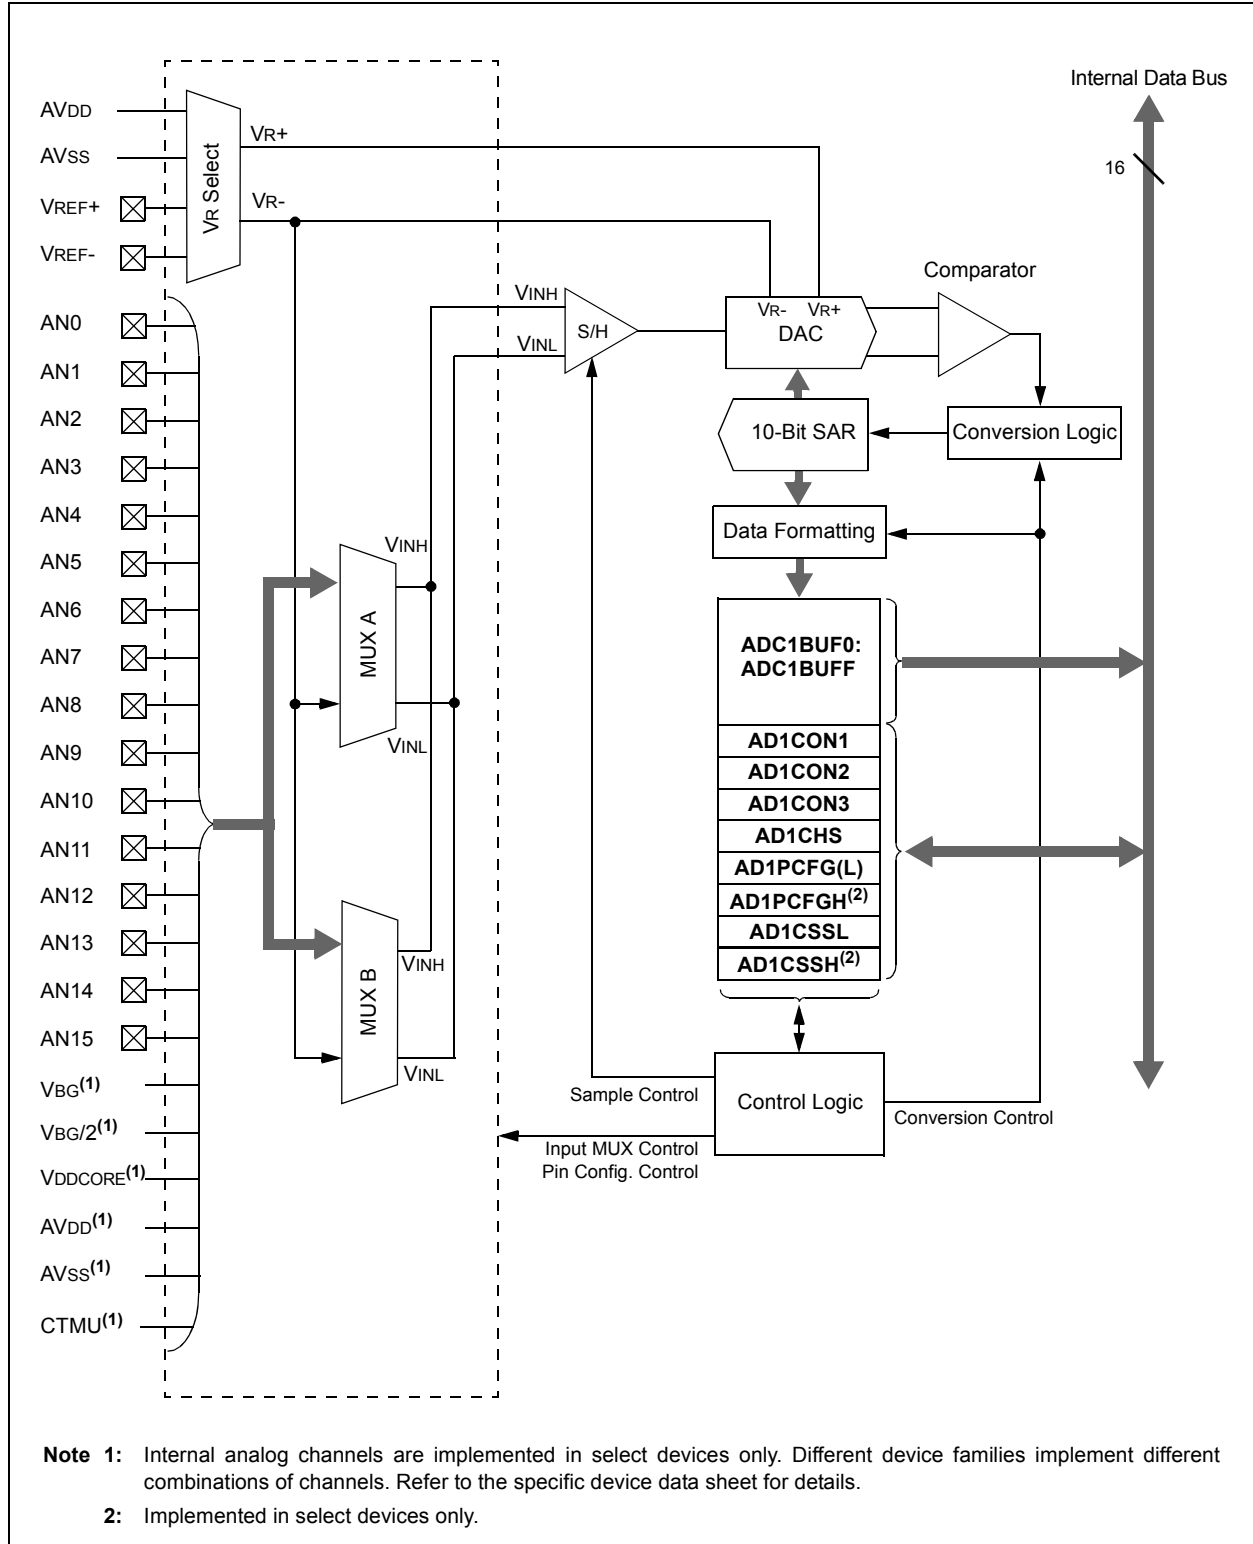 Internal Data Bus
16
AVDD
AVSS
VREF+
VREF-
VR Select
VR+
VR-
AN0
AN1
AN2
AN3
AN4
AN5
AN6
AN7
AN8
AN9
AN10
AN11
AN12
AN13
AN14
AN15
VBG(1)
VBG/2(1)
VDDCORE(1)
AVDD(1)
AVSS(1)
CTMU(1)
VINH
MUX A
VINL
VINH
MUX B
VINL
VINH
VINL
S/H
VR- VR+
DAC
Comparator
10-Bit SAR
Conversion Logic
Data Formatting
ADC1BUF0:
ADC1BUFF
AD1CON1
AD1CON2
AD1CON3
AD1CHS
AD1PCFG(L)
AD1PCFGH(2)
AD1CSSL
AD1CSSH(2)
Sample Control
Control Logic
Conversion Control
Input MUX Control
Pin Config. Control
Note 1: Internal analog channels are implemented in select devices only. Different device families implement different
combinations of channels. Refer to the specific device data sheet for details.
2: Implemented in select devices only.